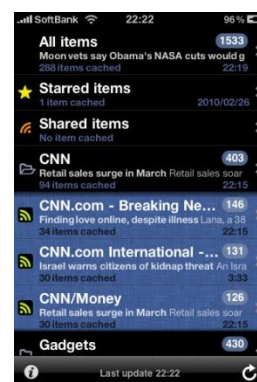 SoftBank 22:22 96%
All items 1533
Moon vets say Obama's NASA cuts would g
288 items cached 22:19
Starred items
1 item cached 2010/02/26
Shared items
No item cached
CNN 403
Retail sales surge in March Retail sales soar
94 items cached 22:15
CNN.com - Breaking Ne... 146
Finding love online, despite illness Lana, a 38
34 items cached 22:15
CNN.com International -... 131
Israel warns citizens of kidnap threat An Isra
30 items cached 3:33
CNN/Money 126
Retail sales surge in March Retail sales soar
30 items cached 22:15
Gadgets 430
Last update 22:22